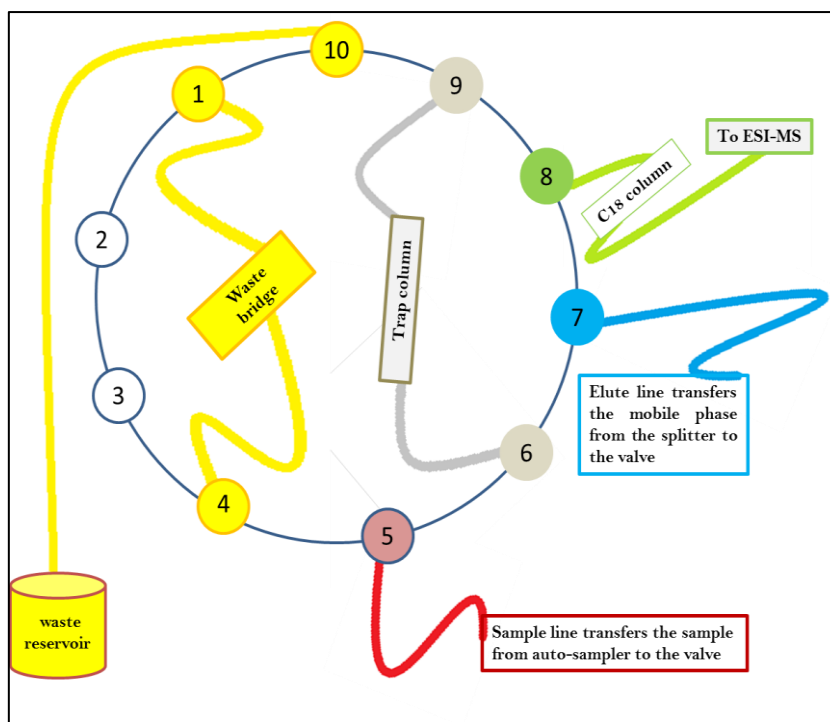 10
1
9
To ESI-MS
8
C18 column
2
Waste
bridge
Trap column
7
3
Elute line transfers
the mobile phase
from the splitter to
the valve
6
4
5
waste
reservoir
Sample line transfers the sample
from auto-sampler to the valve